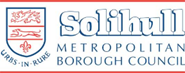 Solihull
METROPOLITAN
BOROUGH COUNCIL
URBS·IN·RURE